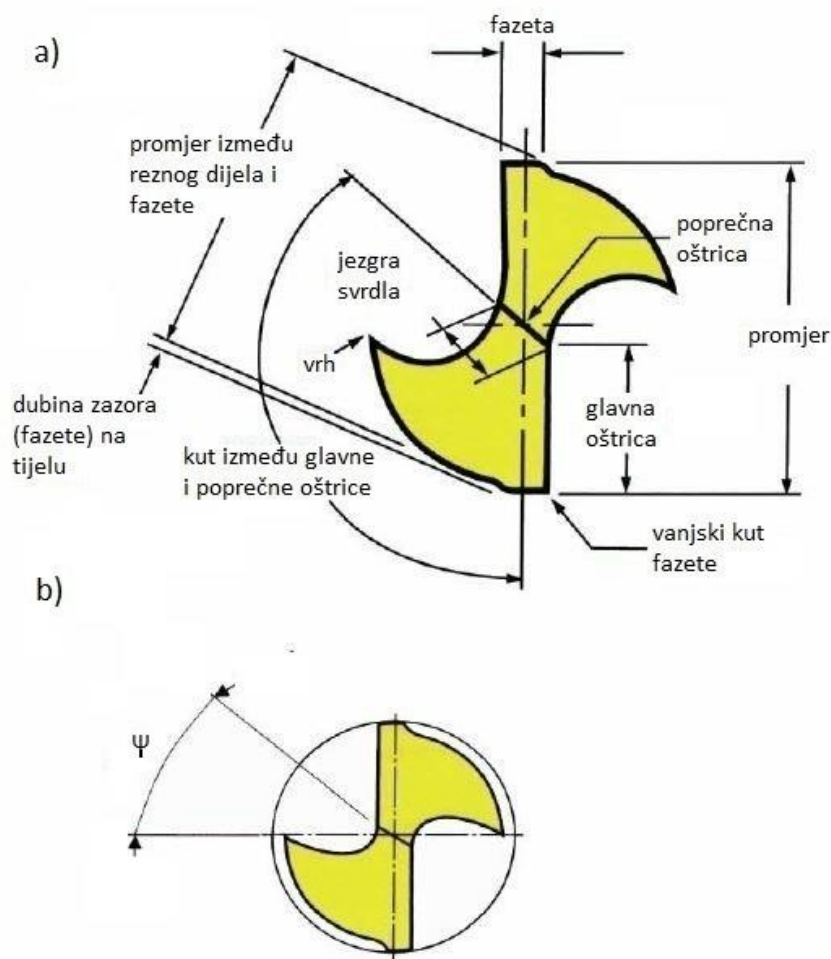 fazeta
a)
promjer između
reznog dijela i
fazete
poprečna
oštrica
jezgra
svrdla
promjer
vrh
dubina zazora
(fazete) na
tijelu
glavna
oštrica
kut između glavne
i poprečne oštrice
vanjski kut
fazete
b)
Ψ